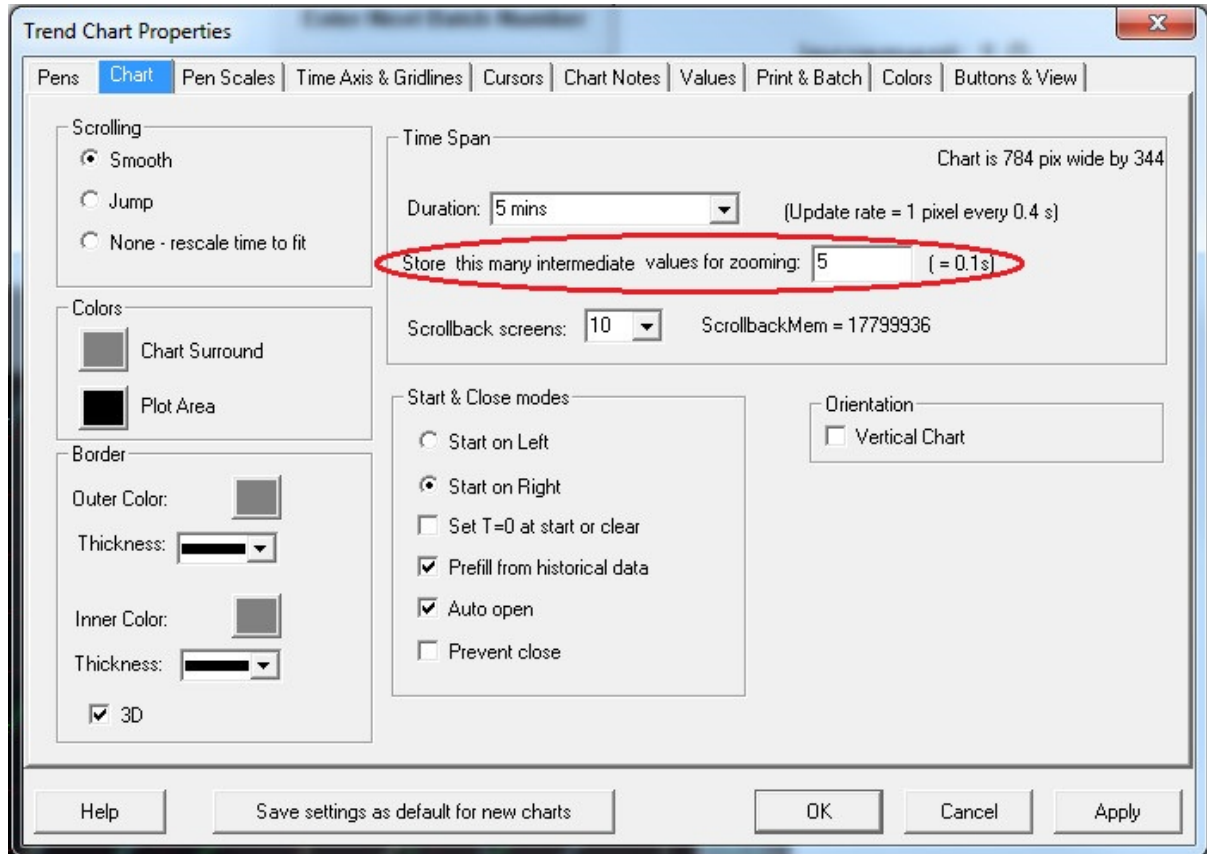 Enter Next Batch Number
Trend Chart Properties
Pens Chart Pen Scales Time Axis & Gridlines Cursors Chart Notes Values Print & Batch Colors Buttons & View
Scrolling
Smooth
Jump
None - rescale time to fit
Colors
Chart Surround
Plot Area
Border
Outer Color:
Thickness:
Inner Color:
Thickness:
3D
Time Span
Chart is 784 pix wide by 344
Duration: 5 mins (Update rate = 1 pixel every 0.4 s)
Store this many intermediate values for zooming: 5 ( = 0.1s)
Scrollback screens: 10 ScrollbackMem = 17799936
Start & Close modes
Start on Left
Start on Right
Set T=0 at start or clear
Prefill from historical data
Auto open
Prevent close
Orientation
Vertical Chart
Help Save settings as default for new charts OK Cancel Apply